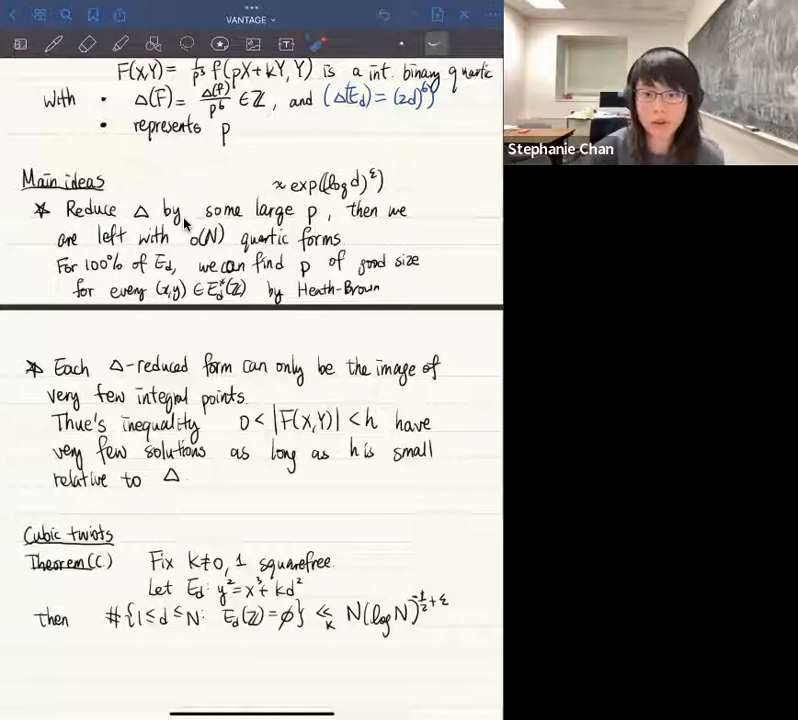 VANTAGE
F(X,Y) = 1/p³ f(pX+kY, Y) is a int. binary quartic
with • Δ(F) = Δ(f)/p⁶ ∈ ℤ, and (Δ(E_d) = (2d)⁶)
• represents p
Main ideas
≍ exp((log d)^ε)
* Reduce Δ by some large p, then we
are left with o(N) quartic forms.
For 100% of E_d, we can find p of good size
for every (x,y) ∈ E_d*(ℤ) by Heath-Brown
* Each Δ-reduced form can only be the image of
very few integral points.
Thue's inequality 0 < |F(X,Y)| < h have
very few solutions as long as h is small
relative to Δ
Cubic twists
Theorem (C.) Fix k≠0, 1 squarefree.
Let E_d: y² = x³ + kd²
Then #{1≤d≤N: E_d(ℤ) = ∅} ≪_k N(log N)^{-1/2+ε}
Stephanie Chan